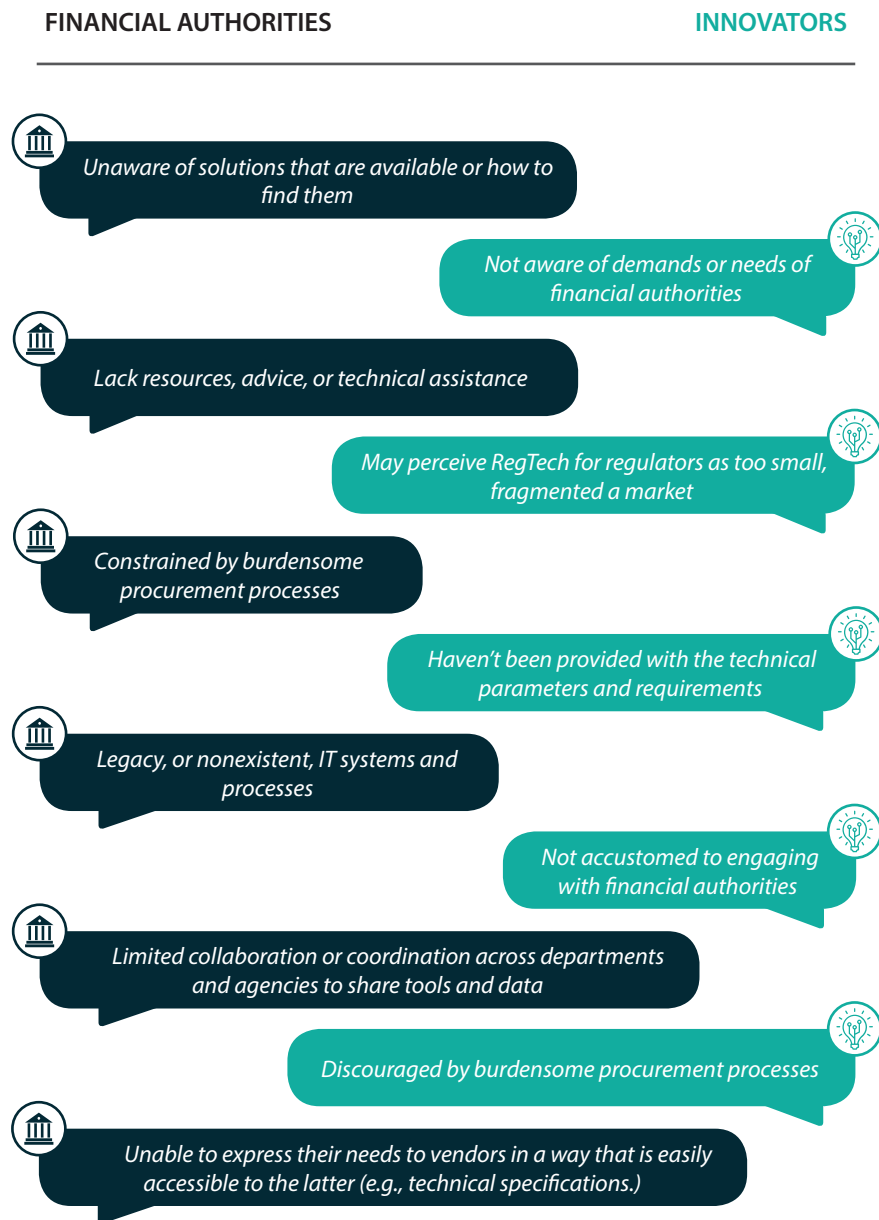 FINANCIAL AUTHORITIES
INNOVATORS
Unaware of solutions that are available or how to
find them
Not aware of demands or needs of
financial authorities
Lack resources, advice, or technical assistance
May perceive RegTech for regulators as too small,
fragmented a market
Constrained by burdensome
procurement processes
Haven't been provided with the technical
parameters and requirements
Legacy, or nonexistent, IT systems and
processes
Not accustomed to engaging
with financial authorities
Limited collaboration or coordination across departments
and agencies to share tools and data
Discouraged by burdensome procurement processes
Unable to express their needs to vendors in a way that is easily
accessible to the latter (e.g., technical specifications.)